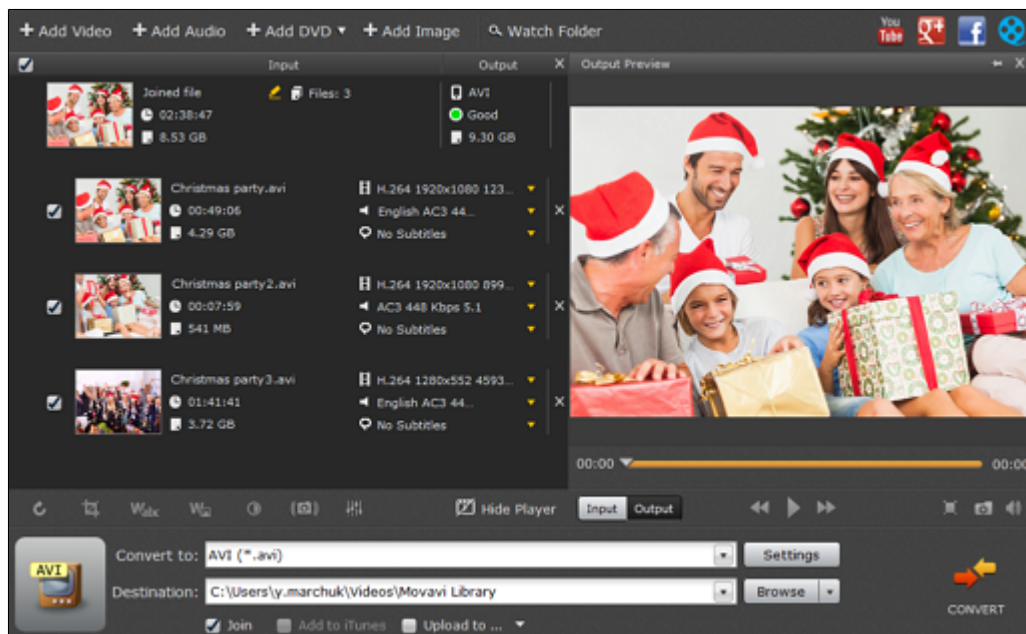 Add Video Add Audio Add DVD Add Image Watch Folder You Tube
Input Output X Output Preview X
Joined file Files: 3 AVI
02:38:47 Good
8.53 GB 9.30 GB
Christmas party.avi H.264 1920x1080 123...
00:49:06 English AC3 44...
4.29 GB No Subtitles
Christmas party2.avi H.264 1920x1080 899...
00:07:59 AC3 448 Kbps 5.1
541 MB No Subtitles
Christmas party3.avi H.264 1280x552 4593...
01:41:41 English AC3 44...
3.72 GB No Subtitles
00:00 00:00
Wabc Hide Player Input Output
Convert to: AVI (*.avi) Settings
AVI
Destination: C:\Users\y.marchuk\Videos\Movavi Library Browse
Join Add to iTunes Upload to ... CONVERT